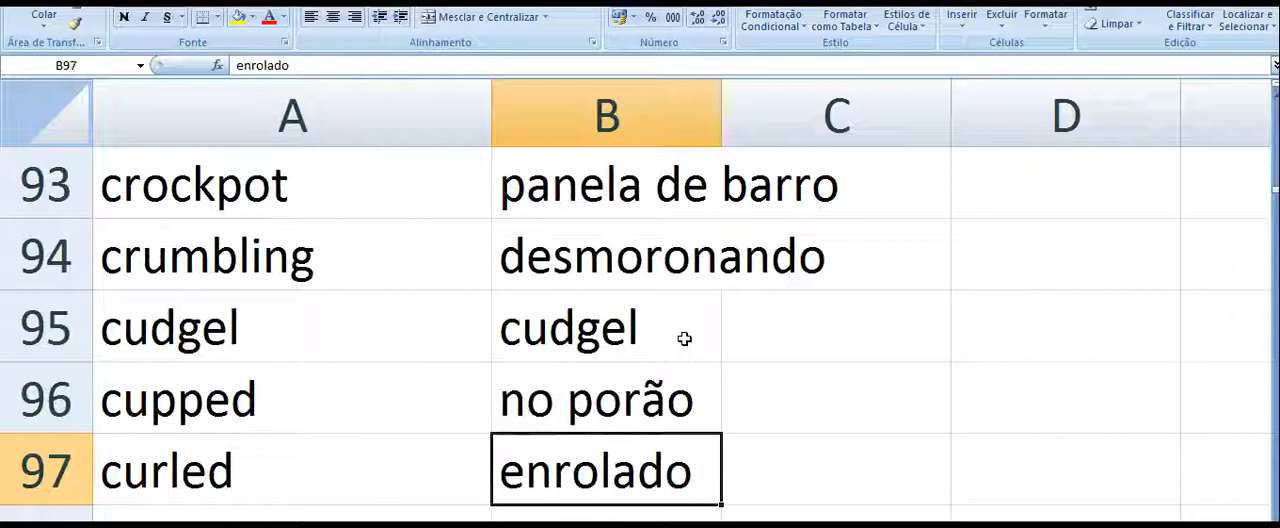 Colar
N I S
Mesclar e Centralizar
% 000
Formatação Condicional
Formatar como Tabela
Estilos de Célula
Inserir
Excluir
Formatar
Limpar
Classificar e Filtrar
Localizar e Selecionar
Área de Transf...
Fonte
Alinhamento
Número
Estilo
Células
Edição
B97 fx enrolado
A B C D
93 crockpot panela de barro
94 crumbling desmoronando
95 cudgel cudgel
96 cupped no porão
97 curled enrolado